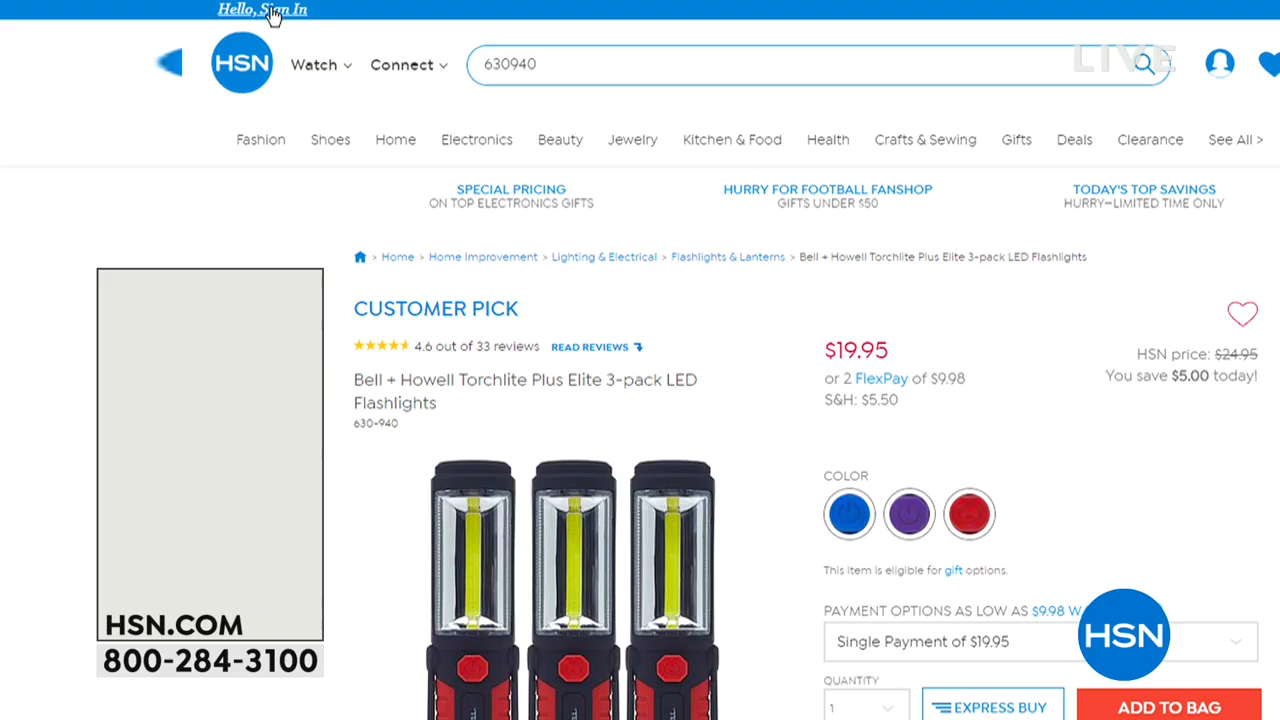 Hello, Sign In
HSN
Watch
Connect
630940
LIVE
Fashion
Shoes
Home
Electronics
Beauty
Jewelry
Kitchen & Food
Health
Crafts & Sewing
Gifts
Deals
Clearance
See All >
SPECIAL PRICING
ON TOP ELECTRONICS GIFTS
HURRY FOR FOOTBALL FANSHOP
GIFTS UNDER $50
TODAY'S TOP SAVINGS
HURRY—LIMITED TIME ONLY
> Home > Home Improvement > Lighting & Electrical > Flashlights & Lanterns > Bell + Howell Torchlite Plus Elite 3-pack LED Flashlights
CUSTOMER PICK
4.6 out of 33 reviews READ REVIEWS
Bell + Howell Torchlite Plus Elite 3-pack LED
Flashlights
630-940
$19.95
or 2 FlexPay of $9.98
S&H: $5.50
HSN price: $24.95
You save $5.00 today!
COLOR
This item is eligible for gift options.
PAYMENT OPTIONS AS LOW AS $9.98 W
Single Payment of $19.95
HSN
QUANTITY
1
EXPRESS BUY
ADD TO BAG
HSN.COM
800-284-3100